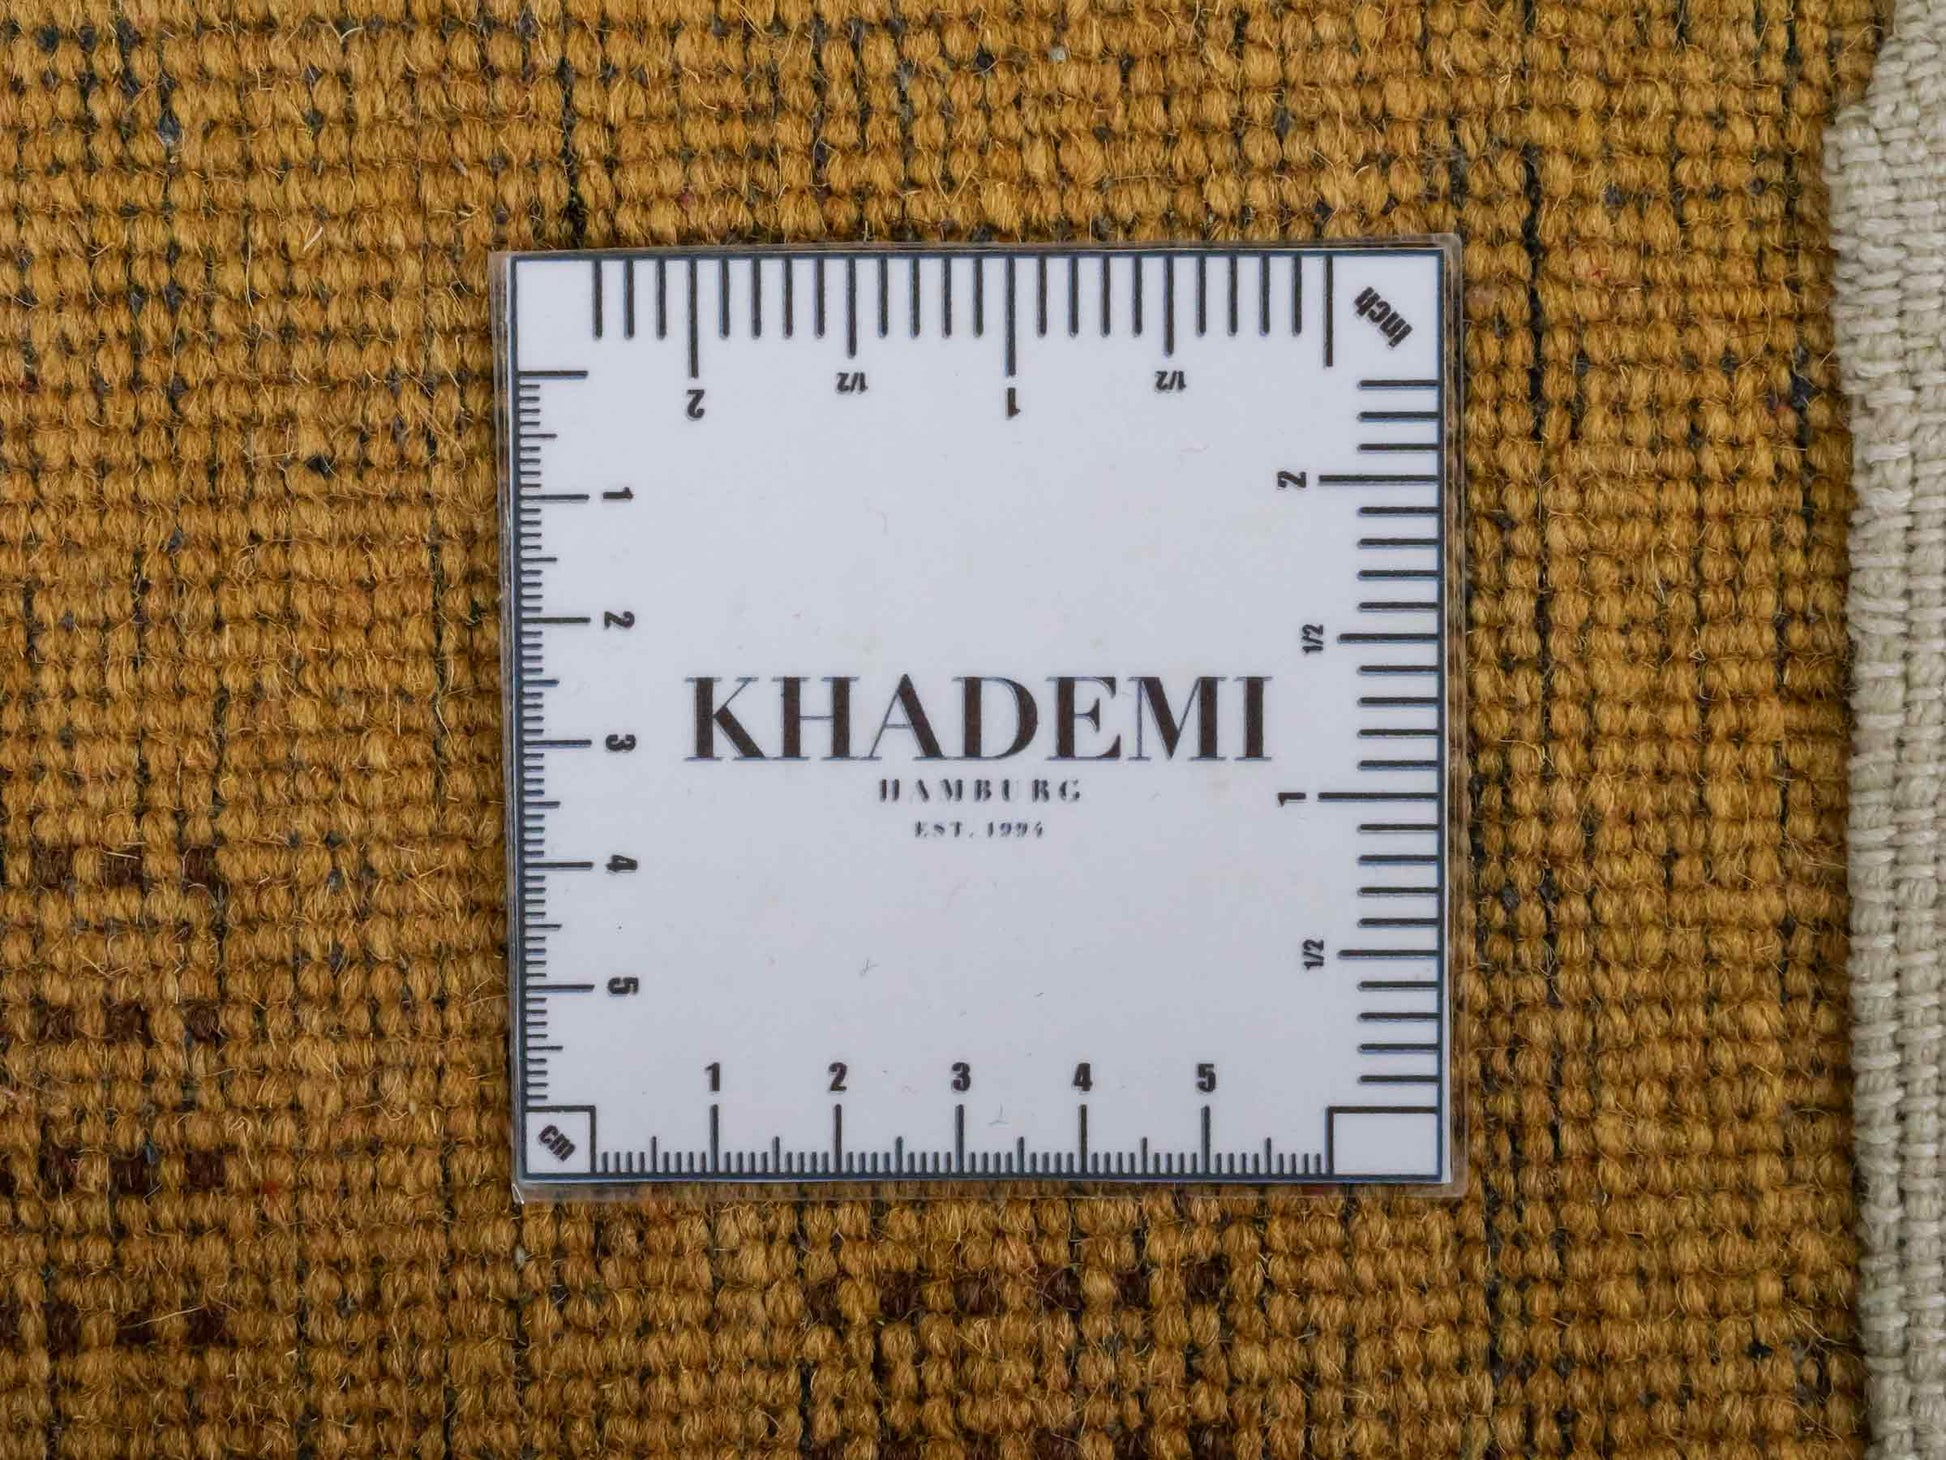 inch
2 1/2 1 1/2
1
2
3
4
5
2
1/2
1
1/2
KHADEMI
HAMBURG
EST. 1994
1 2 3 4 5
cm